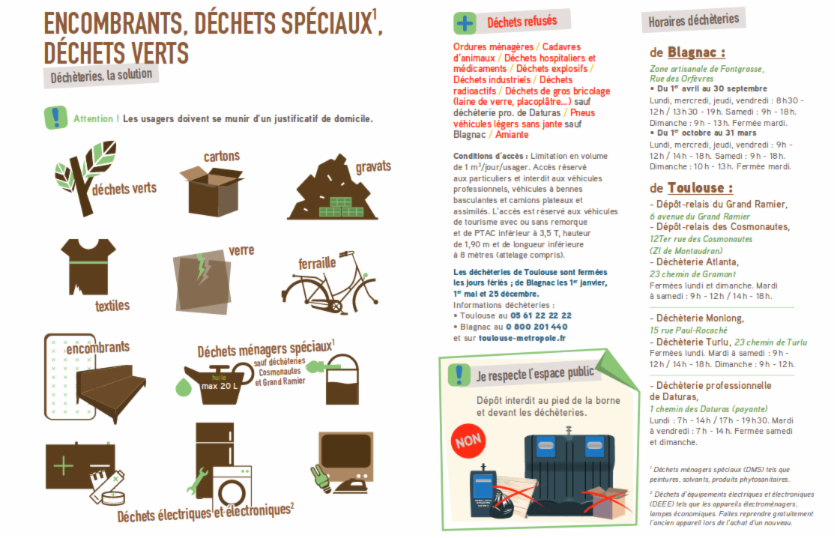 ENCOMBRANTS, DÉCHETS SPÉCIAUX¹,
DÉCHETS VERTS
Déchèteries, la solution
! Attention ! Les usagers doivent se munir d'un justificatif de domicile.
déchets verts
cartons
gravats
textiles
verre
ferraille
encombrants
Déchets ménagers spéciaux¹
sauf déchèteries
Cosmonautes
et Grand Ramier
huile
max 20 L
Déchets électriques et électroniques²
+ Déchets refusés
Ordures ménagères / Cadavres
d'animaux / Déchets hospitaliers et
médicaments / Déchets explosifs /
Déchets industriels / Déchets
radioactifs / Déchets de gros bricolage
(laine de verre, placoplâtre...) sauf
déchèterie pro. de Daturas / Pneus
véhicules légers sans jante sauf
Blagnac / Amiante
Conditions d'accès : Limitation en volume
de 1 m³/jour/usager. Accès réservé
aux particuliers et interdit aux véhicules
professionnels, véhicules à bennes
basculantes et camions plateaux et
assimilés. L'accès est réservé aux véhicules
de tourisme avec ou sans remorque
et de PTAC inférieur à 3,5 T, hauteur
de 1,90 m et de longueur inférieure
à 8 mètres (attelage compris).
Les déchèteries de Toulouse sont fermées
les jours fériés ; de Blagnac les 1er janvier,
1er mai et 25 décembre.
Informations déchèteries :
• Toulouse au 05 61 22 22 22
• Blagnac au 0 800 201 440
et sur toulouse-metropole.fr
! Je respecte l'espace public
Dépôt interdit au pied de la borne
et devant les déchèteries.
NON
Horaires déchèteries
de Blagnac :
Zone artisanale de Fontgrosse,
Rue des Orfèvres
• Du 1er avril au 30 septembre
Lundi, mercredi, jeudi, vendredi : 8h30 -
12h / 13h30 - 19h. Samedi : 9h - 18h.
Dimanche : 9h - 13h. Fermée mardi.
• Du 1er octobre au 31 mars
Lundi, mercredi, jeudi, vendredi : 9h -
12h / 14h - 18h. Samedi : 9h - 18h.
Dimanche : 10h - 13h. Fermée mardi.
de Toulouse :
- Dépôt-relais du Grand Ramier,
6 avenue du Grand Ramier
- Dépôt-relais des Cosmonautes,
12Ter rue des Cosmonautes
(ZI de Montaudran)
- Déchèterie Atlanta,
23 chemin de Gramont
Fermées lundi et dimanche. Mardi
à samedi : 9h - 12h / 14h - 18h.
- Déchèterie Monlong,
15 rue Paul-Rocaché
- Déchèterie Turlu, 23 chemin de Turlu
Fermées lundi. Mardi à samedi : 9h -
12h / 14h - 18h. Dimanche : 9h - 12h.
- Déchèterie professionnelle
de Daturas,
1 chemin des Daturas (payante)
Lundi : 7h - 14h / 17h - 19h30. Mardi
à vendredi : 7h - 14h. Fermée samedi
et dimanche.
¹ Déchets ménagers spéciaux (DMS) tels que
peintures, solvants, produits phytosanitaires.
² Déchets d'équipements électriques et électroniques
(DEEE) tels que les appareils électroménagers,
lampes économiques. Faites reprendre gratuitement
l'ancien appareil lors de l'achat d'un nouveau.